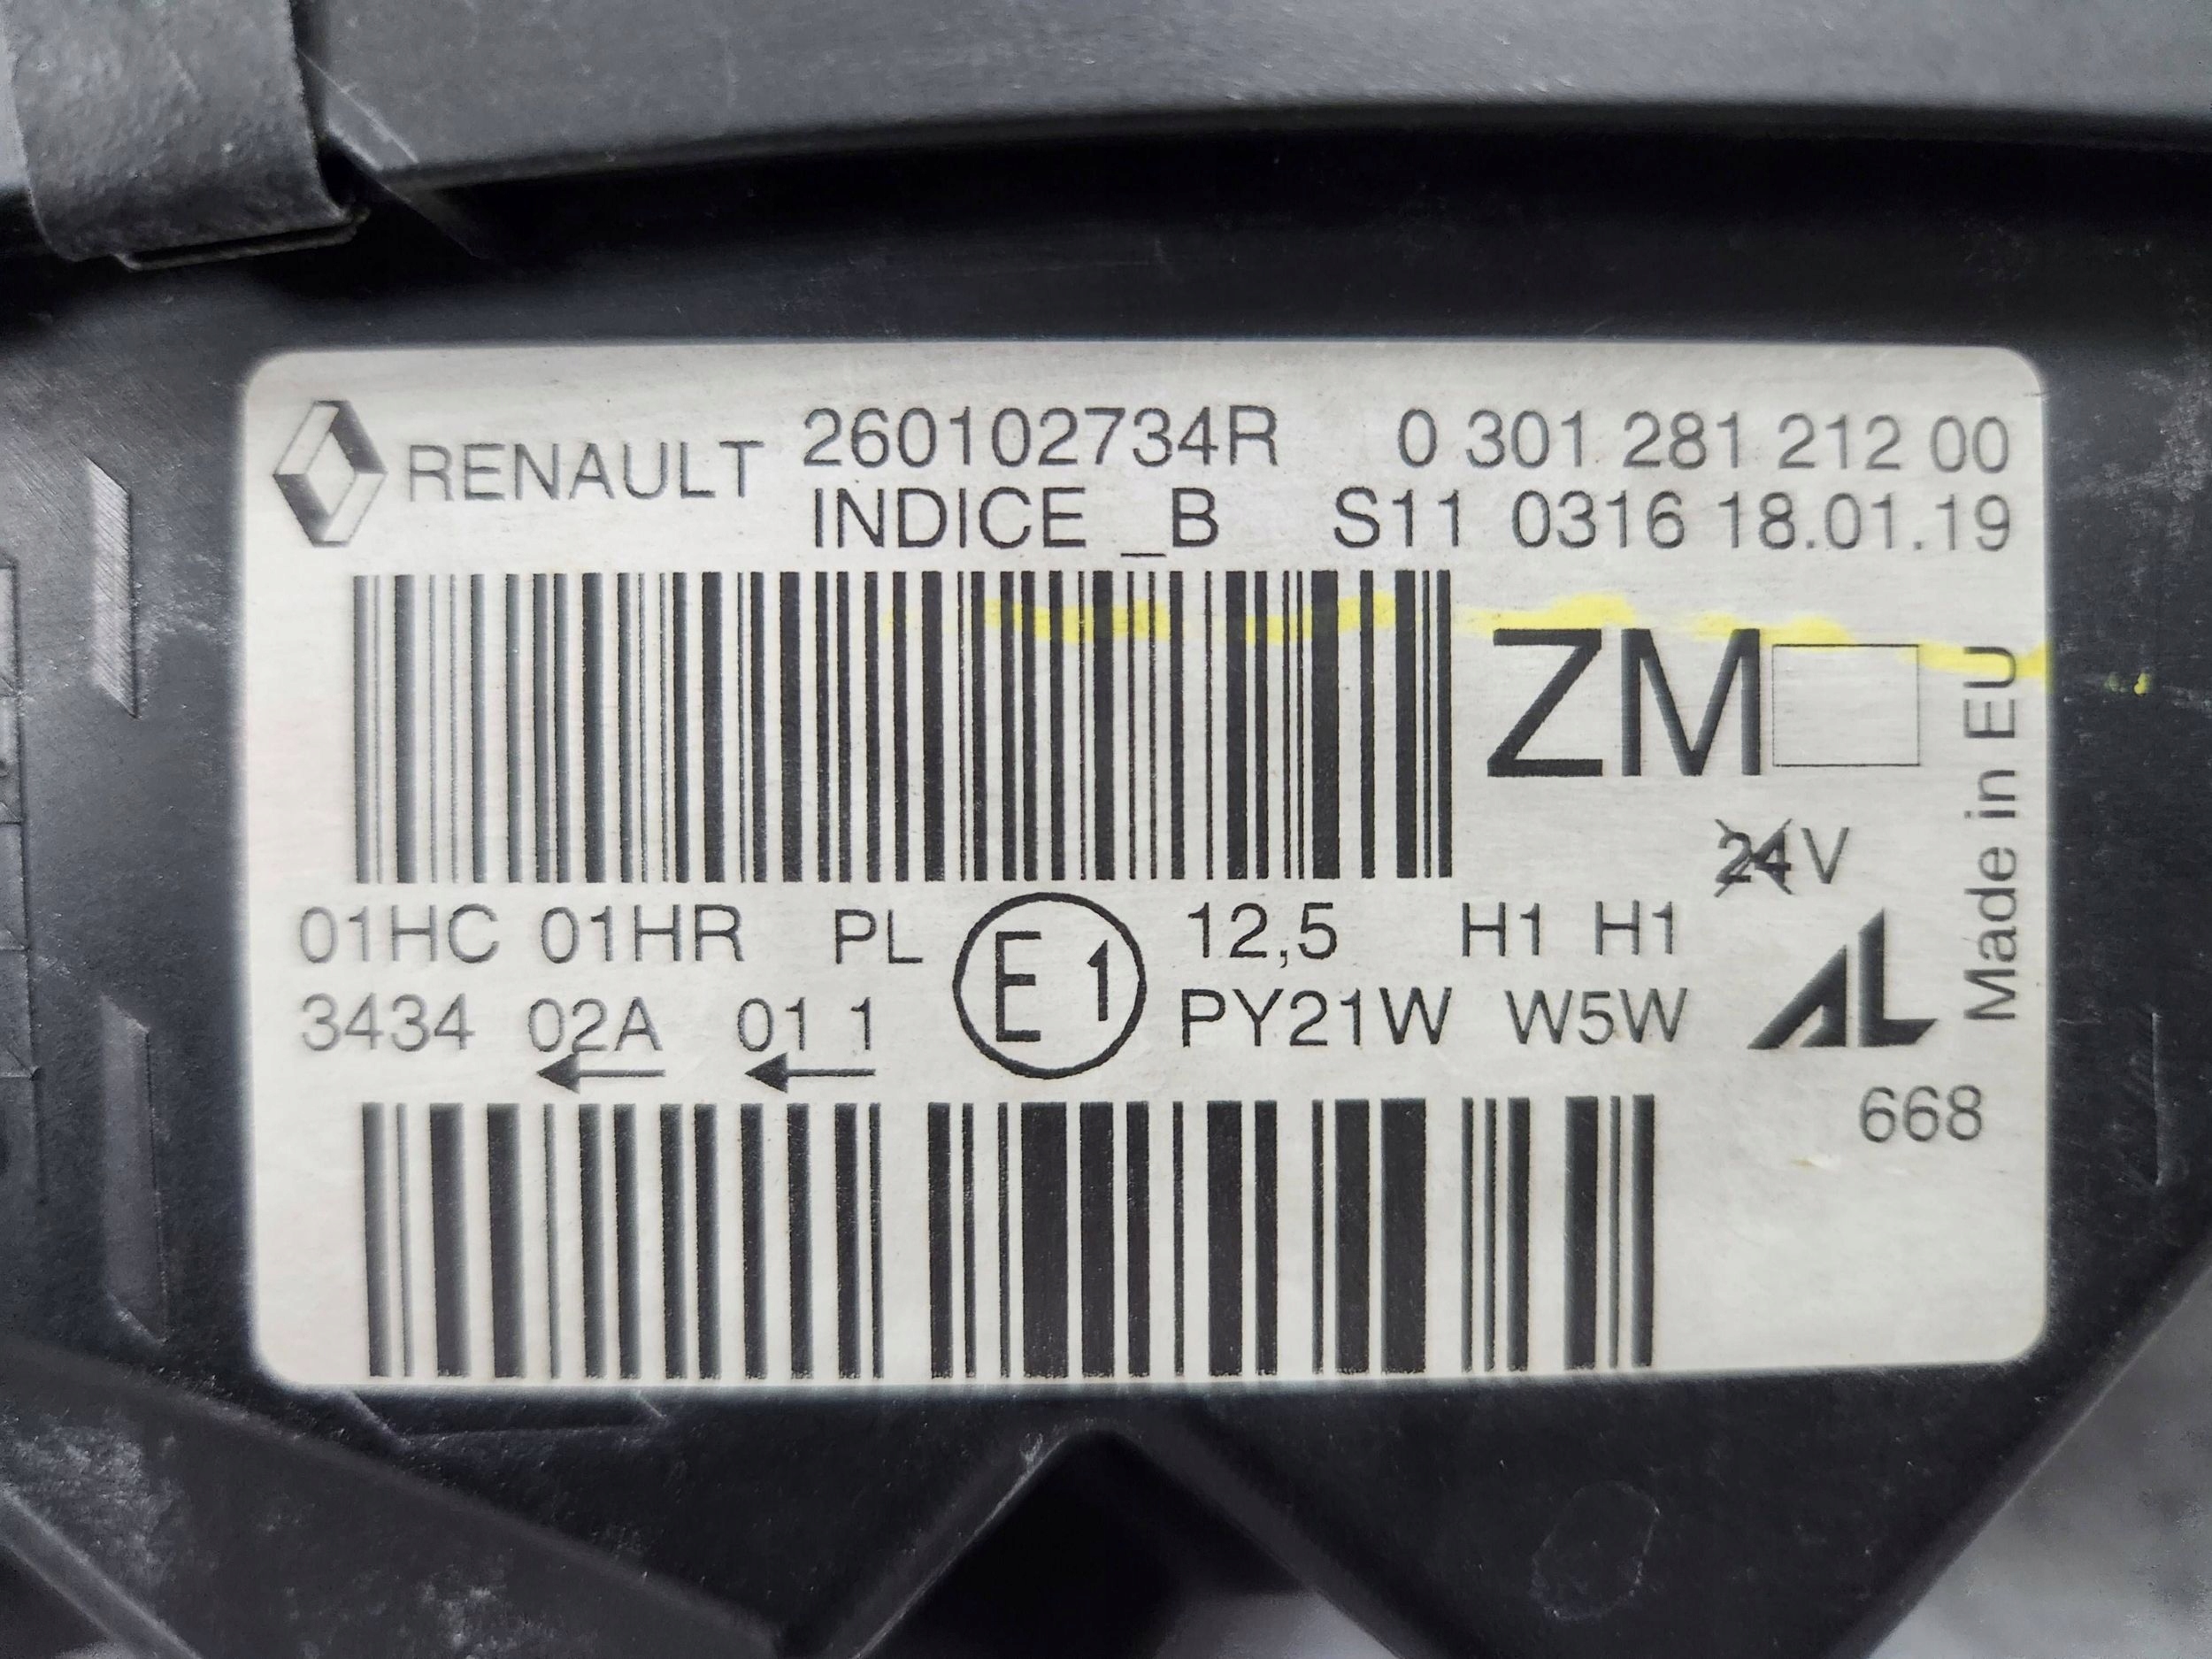 RENAULT 260102734R 0 301 281 212 00
INDICE _B S11 0316 18.01.19
ZM
Made in EU
24V
01HC 01HR PL E1 12,5 H1 H1
3434 02A 01 1 PY21W W5W AL
668